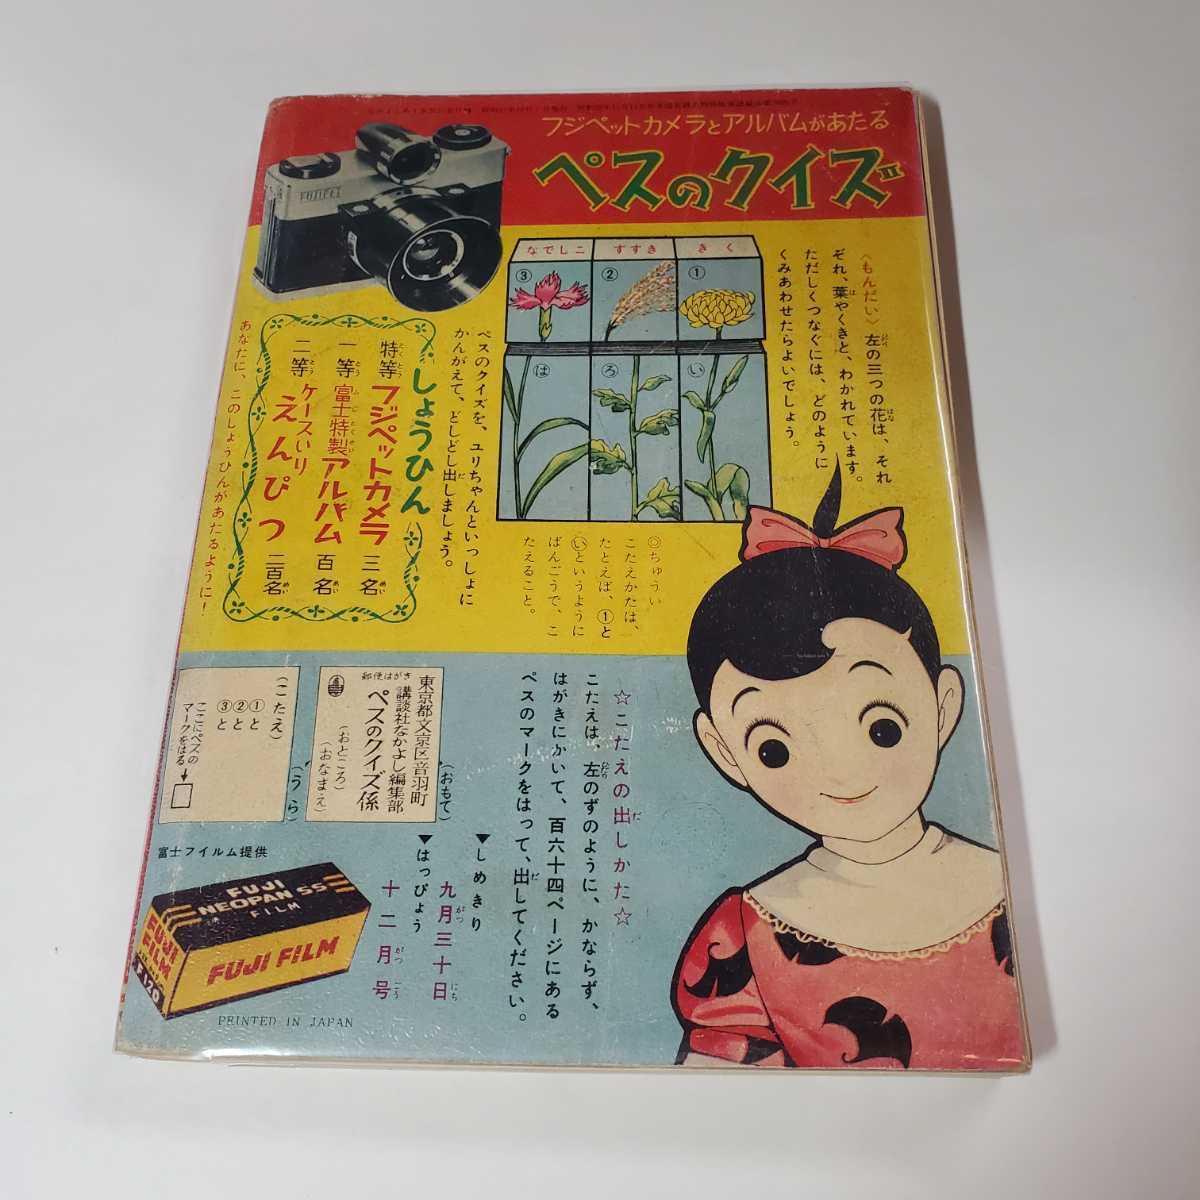 フジペットカメラとアルバムがあたる
ペスのクイズ
FUJIPET
きく
すすき
なでしこ
①
②
③
い
ろ
は
〈もんだい〉左の三つの花は、それ
ぞれ、葉やくきと、わかれています。
ただしくつなぐには、どのように
くみあわせたらよいでしょう。
◎ちゅうい
こたえかたは、
たとえば、①と
㋑というように
ばんごうで、こ
たえること。
ペスのクイズを、ユリちゃんといっしょに
かんがえて、どしどし出しましょう。
しょうひん
特等 フジペットカメラ 三名
一等 富士特製アルバム 百名
二等 ケースいりえんぴつ 二百名
あなたに、このしょうひんがあたるように!
☆こたえの出しかた☆
こたえは、左のずのように、かならず、
はがきにかいて、百六十四ページにある
ペスのマークをはって、出してください。
▼しめきり
九月三十日
▼はっぴょう
十二月号
(おもて)
郵便はがき
東京都文京区音羽町
講談社なかよし編集部
ペスのクイズ係
(おところ)
(おなまえ)
(うら)
(こたえ)
①と
②と
③と
ここにペスの
マークをはる
富士フイルム提供
FUJI
NEOPAN SS
FILM
FUJI FILM
FUJI
FILM
F120
PRINTED IN JAPAN